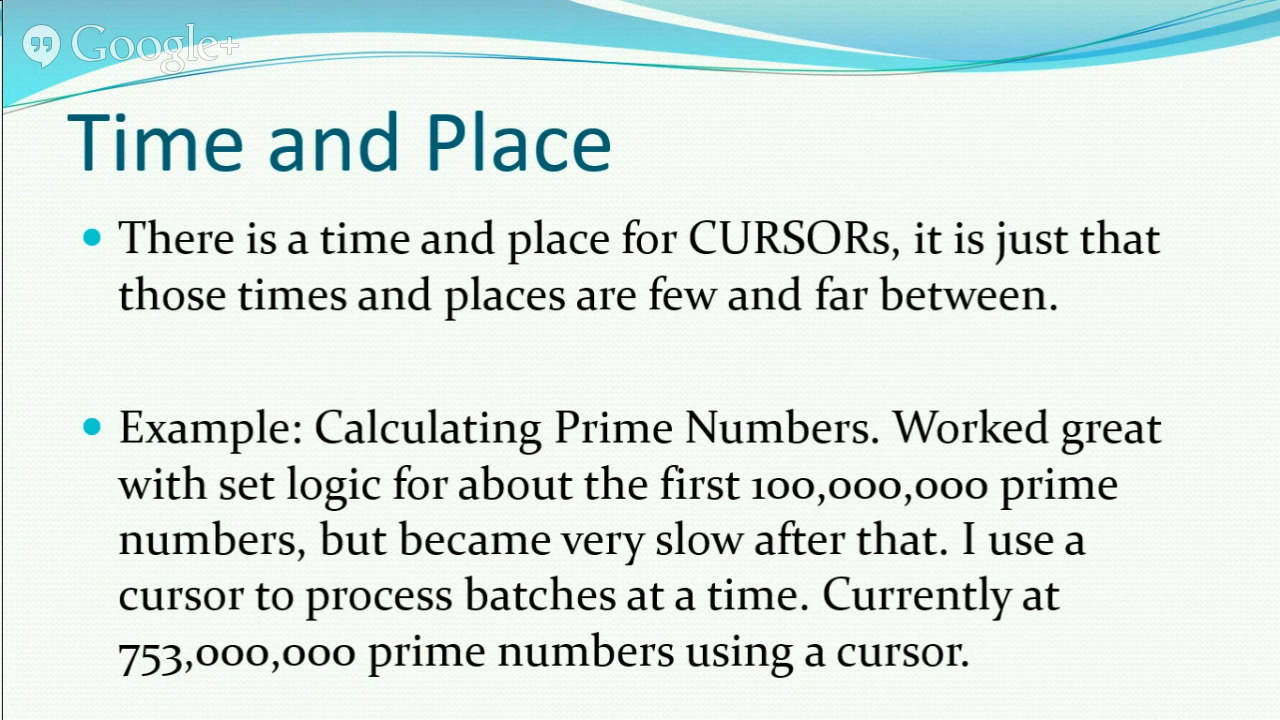 Google+
Time and Place
• There is a time and place for CURSORs, it is just that
those times and places are few and far between.
• Example: Calculating Prime Numbers. Worked great
with set logic for about the first 100,000,000 prime
numbers, but became very slow after that. I use a
cursor to process batches at a time. Currently at
753,000,000 prime numbers using a cursor.